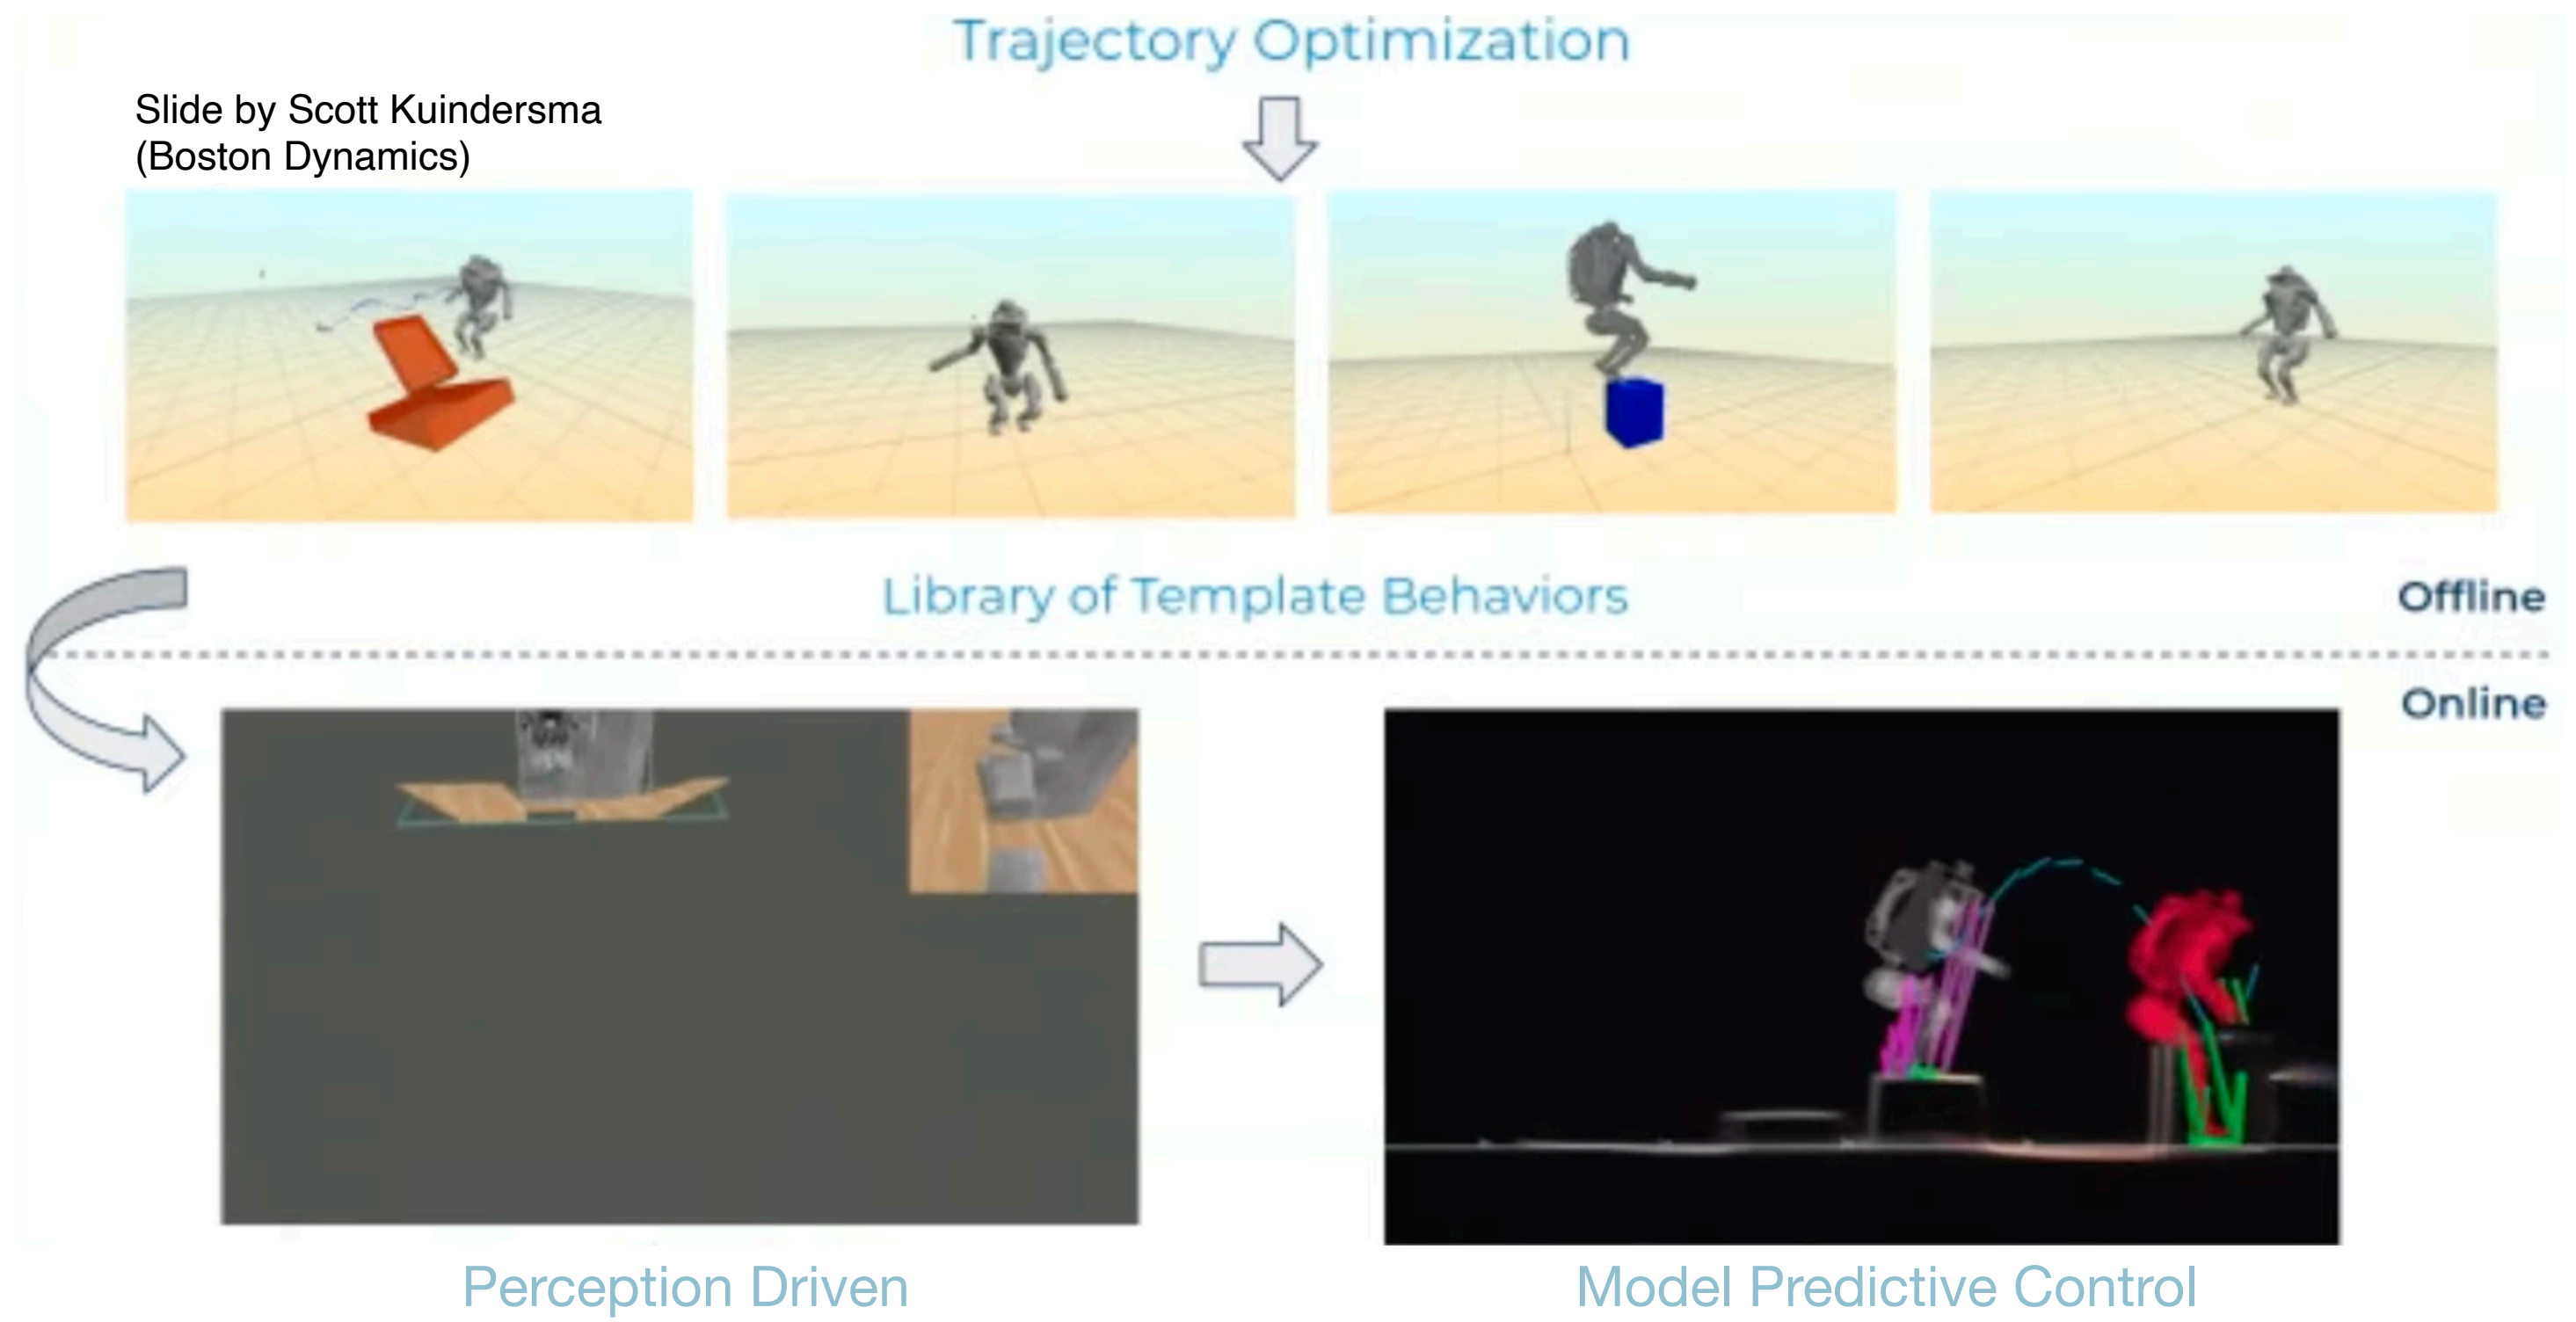 Trajectory Optimization
Slide by Scott Kuindersma
(Boston Dynamics)
Library of Template Behaviors
Offline
Online
Perception Driven
Model Predictive Control